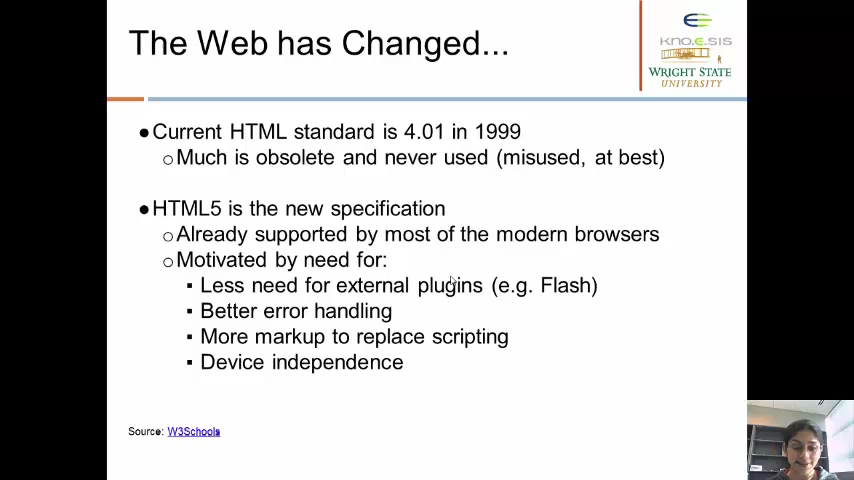 The Web has Changed...
kno.e.sis
WRIGHT STATE
UNIVERSITY
●Current HTML standard is 4.01 in 1999
○Much is obsolete and never used (misused, at best)
●HTML5 is the new specification
○Already supported by most of the modern browsers
○Motivated by need for:
▪ Less need for external plugins (e.g. Flash)
▪ Better error handling
▪ More markup to replace scripting
▪ Device independence
Source: W3Schools